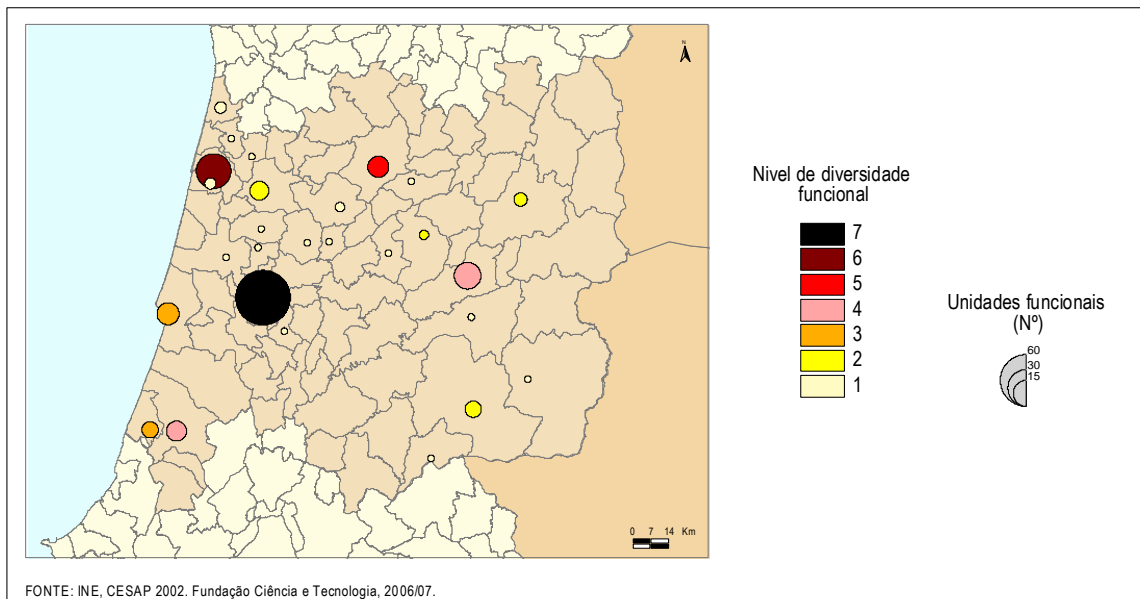 N
Nivel de diversidade
funcional
7
6
5
4
3
2
1
Unidades funcionais
(Nº)
60
30
15
0 7 14 Km
FONTE: INE, CESAP 2002. Fundação Ciência e Tecnologia, 2006/07.